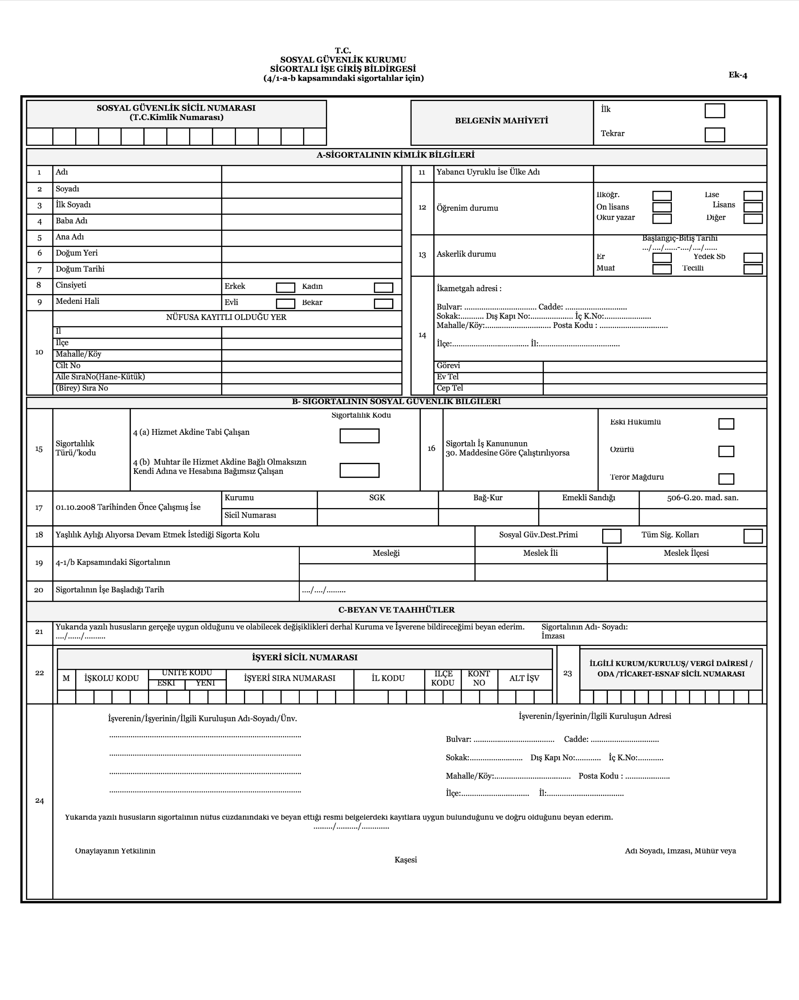 T.C.
SOSYAL GÜVENLİK KURUMU
SİGORTALI İŞE GİRİŞ BİLDİRGESİ
(4/1-a-b kapsamındaki sigortalılar için)
Ek-4
SOSYAL GÜVENLİK SİCİL NUMARASI
(T.C.Kimlik Numarası)
BELGENİN MAHİYETİ
İlk
Tekrar
A-SİGORTALININ KİMLİK BİLGİLERİ
1 Adı
2 Soyadı
3 İlk Soyadı
4 Baba Adı
5 Ana Adı
6 Doğum Yeri
7 Doğum Tarihi
8 Cinsiyeti Erkek Kadın
9 Medeni Hali Evli Bekar
10
NÜFUSA KAYITLI OLDUĞU YER
İl
İlçe
Mahalle/Köy
Cilt No
Aile SıraNo(Hane-Kütük)
(Birey) Sıra No
11 Yabancı Uyruklu İse Ülke Adı
12 Öğrenim durumu
İlköğr. Lise
Ön lisans Lisans
Okur yazar Diğer
13 Askerlik durumu
Başlangıç-Bitiş Tarihi
.../..../......-..../..../......
Er Yedek Sb
Muaf Tecilli
14
İkametgah adresi :
Bulvar: .................................. Cadde: .............................
Sokak:........... Dış Kapı No:.................... İç K.No:......................
Mahalle/Köy:............................... Posta Kodu : ................................
İlçe:.................................... İl:......................................
Görevi
Ev Tel
Cep Tel
B- SİGORTALININ SOSYAL GÜVENLİK BİLGİLERİ
15 Sigortalılık
Türü/'kodu
Sigortalılık Kodu
4 (a) Hizmet Akdine Tabi Çalışan
4 (b) Muhtar ile Hizmet Akdine Bağlı Olmaksızın
Kendi Adına ve Hesabına Bağımsız Çalışan
16 Sigortalı İş Kanununun
30. Maddesine Göre Çalıştırılıyorsa
Eski Hükümlü
Özürlü
Terör Mağduru
17 01.10.2008 Tarihinden Önce Çalışmış İse
Kurumu SGK Bağ-Kur Emekli Sandığı 506-G.20. mad. san.
Sicil Numarası
18 Yaşlılık Aylığı Alıyorsa Devam Etmek İstediği Sigorta Kolu Sosyal Güv.Dest.Primi Tüm Sig. Kolları
19 4-1/b Kapsamındaki Sigortalının
Mesleği Meslek İli Meslek İlçesi
20 Sigortalının İşe Başladığı Tarih ..../..../.........
C-BEYAN VE TAAHHÜTLER
21 Yukarıda yazılı hususların gerçeğe uygun olduğunu ve olabilecek değişiklikleri derhal Kuruma ve İşverene bildireceğimi beyan ederim. Sigortalının Adı- Soyadı:
..../....../.......... İmzası
22
İŞYERİ SİCİL NUMARASI
M İŞKOLU KODU ÜNİTE KODU İŞYERİ SIRA NUMARASI İL KODU İLÇE KODU KONT NO ALT İŞV
ESKİ YENİ
23
İLGİLİ KURUM/KURULUŞ/ VERGİ DAİRESİ /
ODA /TİCARET-ESNAF SİCİL NUMARASI
24
İşverenin/İşyerinin/İlgili Kuruluşun Adı-Soyadı/Ünv.
..........................................................................................
..........................................................................................
..........................................................................................
..........................................................................................
İşverenin/İşyerinin/İlgili Kuruluşun Adresi
Bulvar: ...................................... Cadde: ................................
Sokak:......................... Dış Kapı No:............ İç K.No:............
Mahalle/Köy:.................................... Posta Kodu : .....................
İlçe:................................ İl:....................................
Yukarıda yazılı hususların sigortalının nüfus cüzdanındaki ve beyan ettiği resmi belgelerdeki kayıtlara uygun bulunduğunu ve doğru olduğunu beyan ederim.
........./........../.............
Onaylayanın Yetkilinin Adı Soyadı, İmzası, Mühür veya
Kaşesi